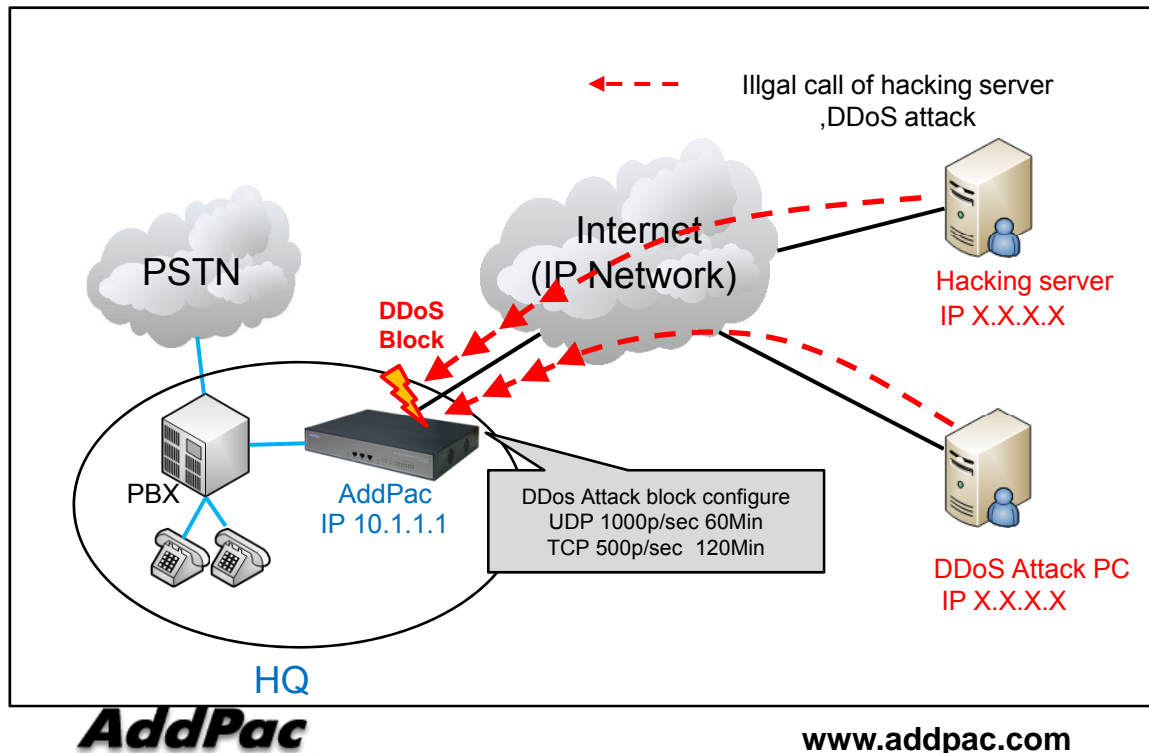 Illgal call of hacking server
,DDoS attack
Internet
(IP Network)
PSTN
Hacking server
IP X.X.X.X
DDoS
Block
PBX
AddPac
IP 10.1.1.1
DDos Attack block configure
UDP 1000p/sec 60Min
TCP 500p/sec 120Min
DDoS Attack PC
IP X.X.X.X
HQ
AddPac
www.addpac.com